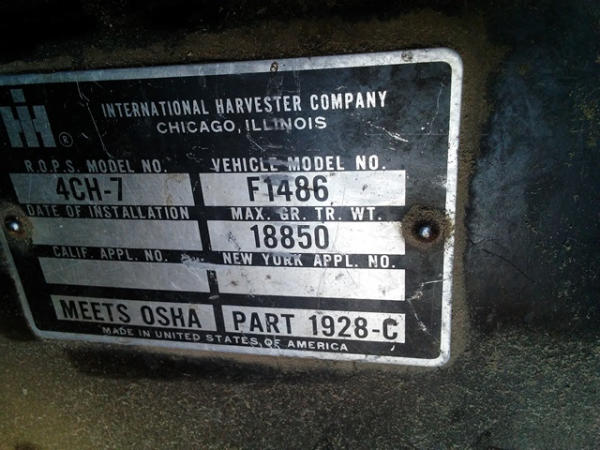 IH ®
INTERNATIONAL HARVESTER COMPANY
CHICAGO, ILLINOIS
R.O.P.S. MODEL NO. VEHICLE MODEL NO.
4CH-7 F1486
DATE OF INSTALLATION MAX. GR. TR. WT.
18850
CALIF. APPL. NO. NEW YORK APPL. NO.
MEETS OSHA PART 1928-C
MADE IN UNITED STATES OF AMERICA